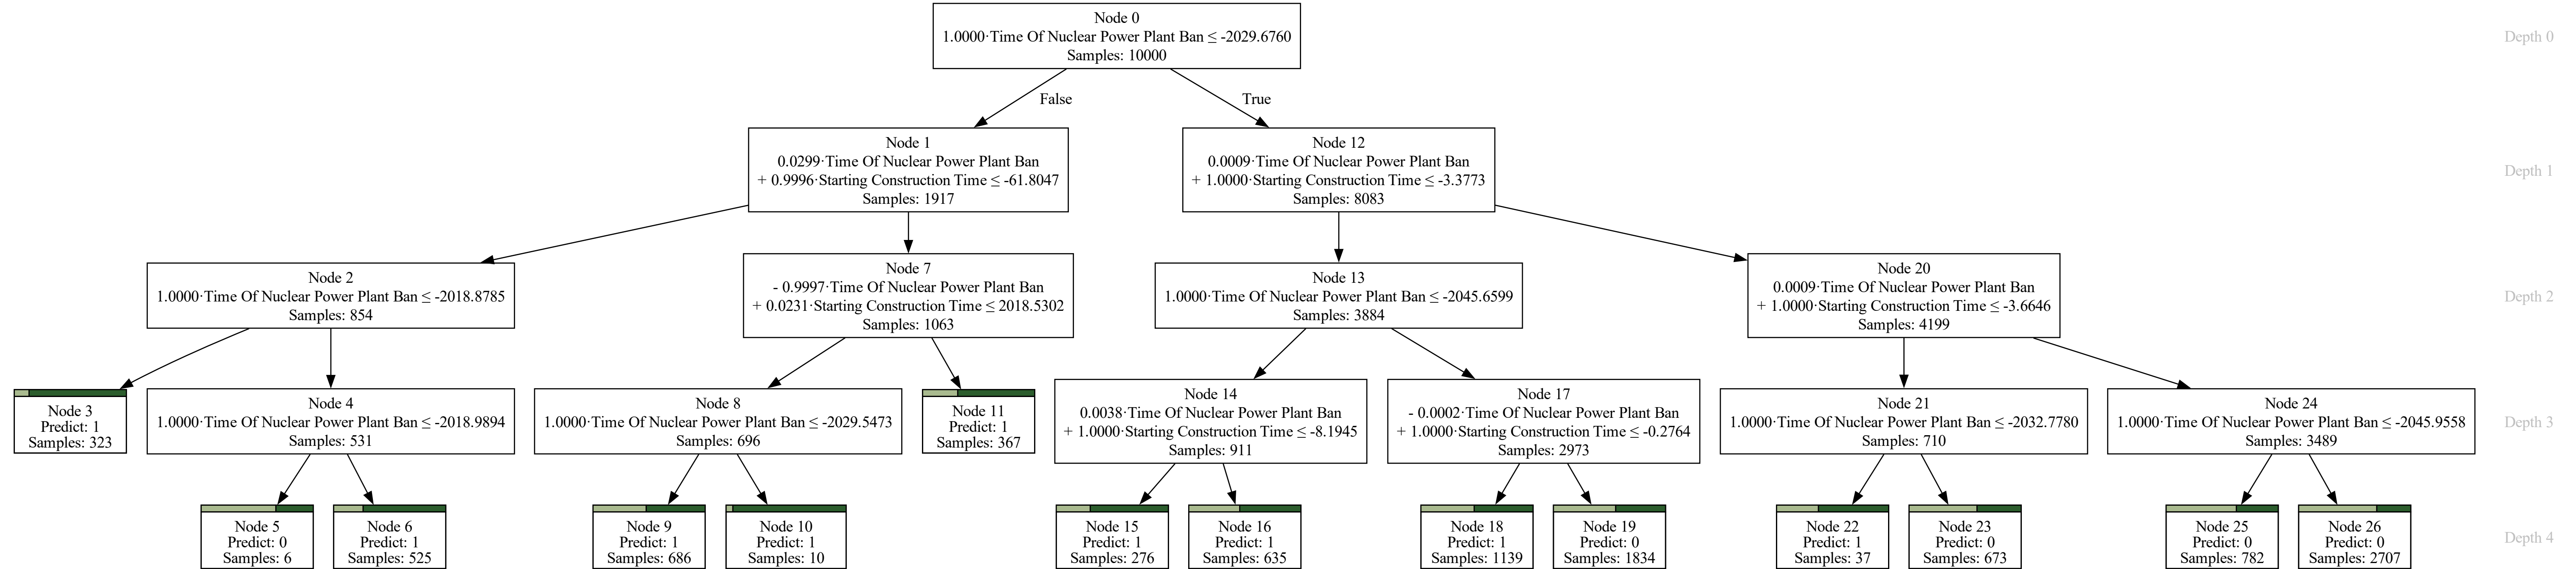 Node 0
1.0000·Time Of Nuclear Power Plant Ban ≤ -2029.6760
Samples: 10000
Depth 0
False
True
Node 1
0.0299·Time Of Nuclear Power Plant Ban
+ 0.9996·Starting Construction Time ≤ -61.8047
Samples: 1917
Node 12
0.0009·Time Of Nuclear Power Plant Ban
+ 1.0000·Starting Construction Time ≤ -3.3773
Samples: 8083
Depth 1
Node 2
1.0000·Time Of Nuclear Power Plant Ban ≤ -2018.8785
Samples: 854
Node 7
- 0.9997·Time Of Nuclear Power Plant Ban
+ 0.0231·Starting Construction Time ≤ 2018.5302
Samples: 1063
Node 13
1.0000·Time Of Nuclear Power Plant Ban ≤ -2045.6599
Samples: 3884
Node 20
0.0009·Time Of Nuclear Power Plant Ban
+ 1.0000·Starting Construction Time ≤ -3.6646
Samples: 4199
Depth 2
Node 3
Predict: 1
Samples: 323
Node 4
1.0000·Time Of Nuclear Power Plant Ban ≤ -2018.9894
Samples: 531
Node 8
1.0000·Time Of Nuclear Power Plant Ban ≤ -2029.5473
Samples: 696
Node 11
Predict: 1
Samples: 367
Node 14
0.0038·Time Of Nuclear Power Plant Ban
+ 1.0000·Starting Construction Time ≤ -8.1945
Samples: 911
Node 17
- 0.0002·Time Of Nuclear Power Plant Ban
+ 1.0000·Starting Construction Time ≤ -0.2764
Samples: 2973
Node 21
1.0000·Time Of Nuclear Power Plant Ban ≤ -2032.7780
Samples: 710
Node 24
1.0000·Time Of Nuclear Power Plant Ban ≤ -2045.9558
Samples: 3489
Depth 3
Node 5
Predict: 0
Samples: 6
Node 6
Predict: 1
Samples: 525
Node 9
Predict: 1
Samples: 686
Node 10
Predict: 1
Samples: 10
Node 15
Predict: 1
Samples: 276
Node 16
Predict: 1
Samples: 635
Node 18
Predict: 1
Samples: 1139
Node 19
Predict: 0
Samples: 1834
Node 22
Predict: 1
Samples: 37
Node 23
Predict: 0
Samples: 673
Node 25
Predict: 0
Samples: 782
Node 26
Predict: 0
Samples: 2707
Depth 4